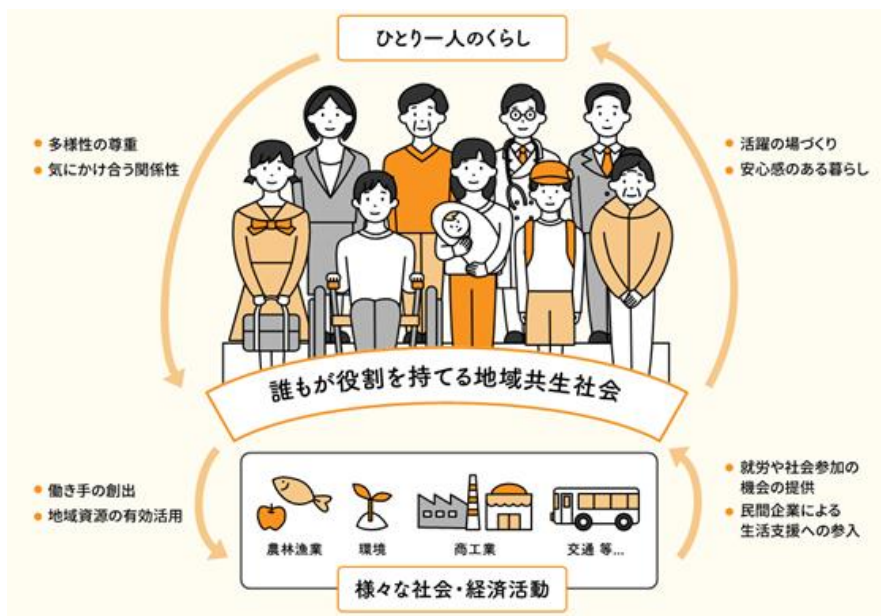 ひとり一人のくらし
多様性の尊重
気にかけ合う関係性
活躍の場づくり
安心感のある暮らし
誰もが役割を持てる地域共生社会
働き手の創出
地域資源の有効活用
就労や社会参加の
機会の提供
民間企業による
生活支援への参入
農林漁業 環境 商工業 交通 等...
様々な社会・経済活動